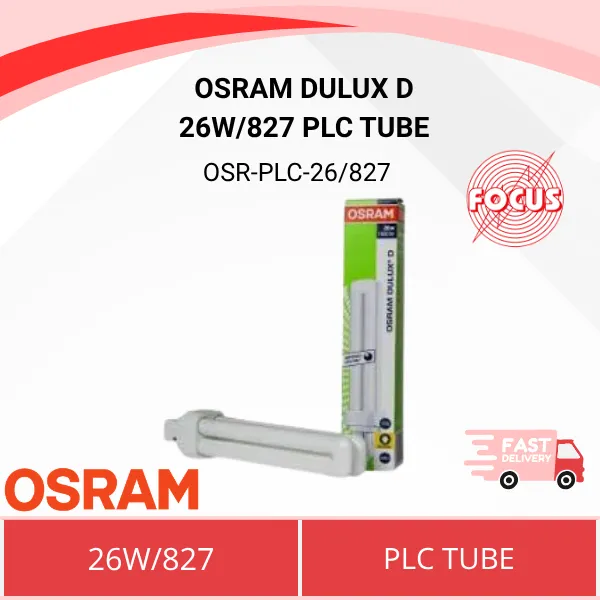 OSRAM DULUX D
26W/827 PLC TUBE
OSR-PLC-26/827
FOCUS
OSRAM
OSRAM DULUX® D
FAST
DELIVERY
OSRAM
26W/827
PLC TUBE